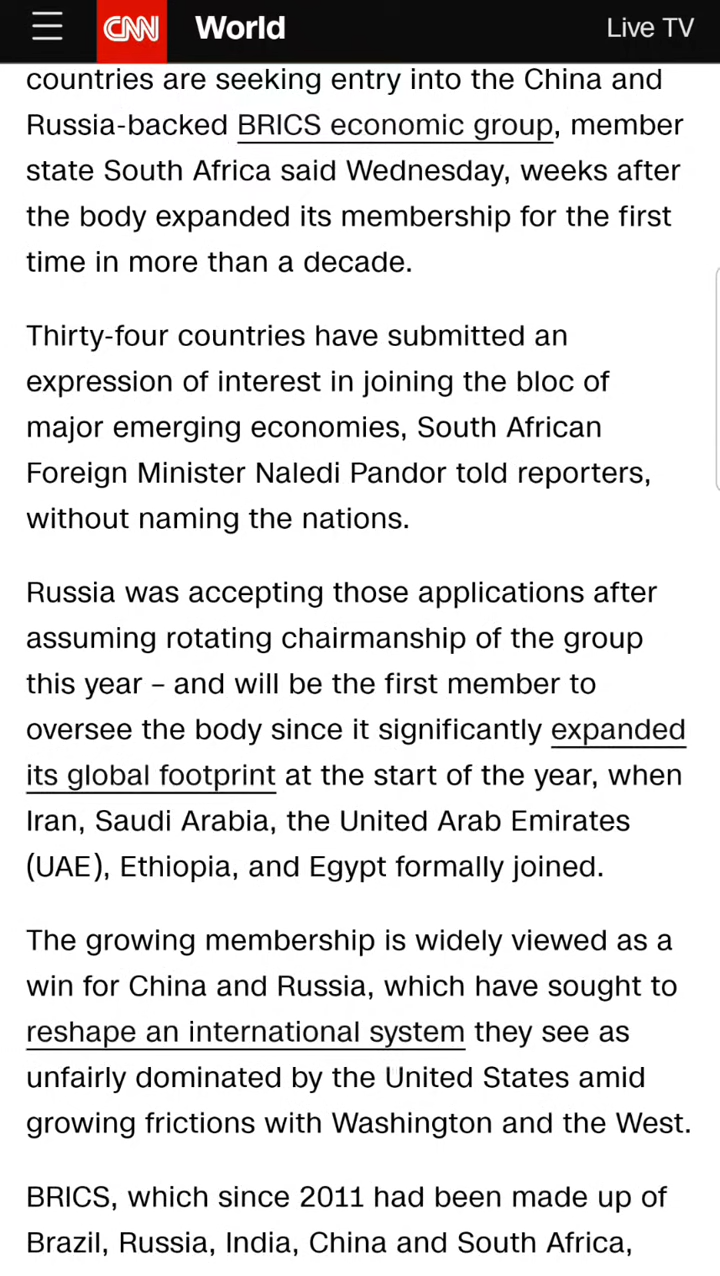 CNN World Live TV
countries are seeking entry into the China and
Russia-backed BRICS economic group, member
state South Africa said Wednesday, weeks after
the body expanded its membership for the first
time in more than a decade.
Thirty-four countries have submitted an
expression of interest in joining the bloc of
major emerging economies, South African
Foreign Minister Naledi Pandor told reporters,
without naming the nations.
Russia was accepting those applications after
assuming rotating chairmanship of the group
this year – and will be the first member to
oversee the body since it significantly expanded
its global footprint at the start of the year, when
Iran, Saudi Arabia, the United Arab Emirates
(UAE), Ethiopia, and Egypt formally joined.
The growing membership is widely viewed as a
win for China and Russia, which have sought to
reshape an international system they see as
unfairly dominated by the United States amid
growing frictions with Washington and the West.
BRICS, which since 2011 had been made up of
Brazil, Russia, India, China and South Africa,